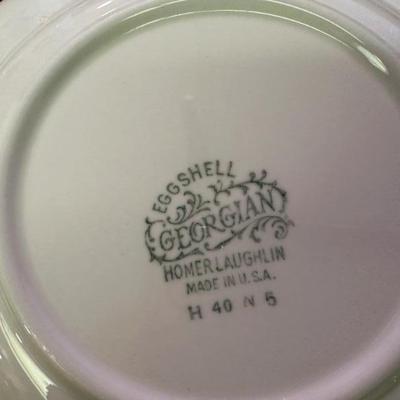 EGGSHELL
GEORGIAN
HOMER LAUGHLIN
MADE IN U.S.A.
H 40 N 5